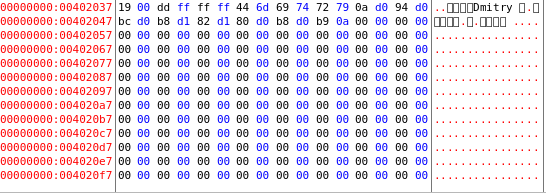 00000000:00402037 19 00 dd ff ff ff 44 6d 69 74 72 79 0a d0 94 d0 ..□□□□Dmitry □.□
00000000:00402047 bc d0 b8 d1 82 d1 80 d0 b8 d0 b9 0a 00 00 00 00 □□□□.□.□□□□ ....
00000000:00402057 00 00 00 00 00 00 00 00 00 00 00 00 00 00 00 00 ................
00000000:00402067 00 00 00 00 00 00 00 00 00 00 00 00 00 00 00 00 ................
00000000:00402077 00 00 00 00 00 00 00 00 00 00 00 00 00 00 00 00 ................
00000000:00402087 00 00 00 00 00 00 00 00 00 00 00 00 00 00 00 00 ................
00000000:00402097 00 00 00 00 00 00 00 00 00 00 00 00 00 00 00 00 ................
00000000:004020a7 00 00 00 00 00 00 00 00 00 00 00 00 00 00 00 00 ................
00000000:004020b7 00 00 00 00 00 00 00 00 00 00 00 00 00 00 00 00 ................
00000000:004020c7 00 00 00 00 00 00 00 00 00 00 00 00 00 00 00 00 ................
00000000:004020d7 00 00 00 00 00 00 00 00 00 00 00 00 00 00 00 00 ................
00000000:004020e7 00 00 00 00 00 00 00 00 00 00 00 00 00 00 00 00 ................
00000000:004020f7 00 00 00 00 00 00 00 00 00 00 00 00 00 00 00 00 ................